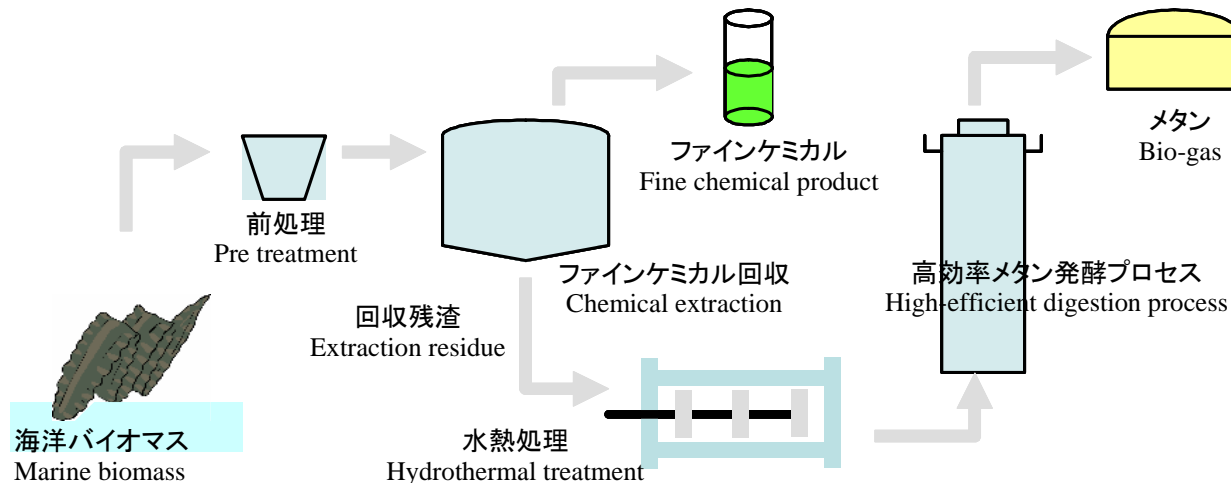 海洋バイオマス
Marine biomass
前処理
Pre treatment
ファインケミカル回収
Chemical extraction
ファインケミカル
Fine chemical product
回収残渣
Extraction residue
水熱処理
Hydrothermal treatment
高効率メタン発酵プロセス
High-efficient digestion process
メタン
Bio-gas